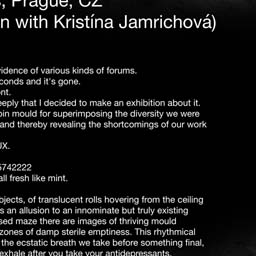 , Prague, CZ
n with Kristína Jamrichová)
idence of various kinds of forums.
conds and it's gone.
nt.
eeply that I decided to make an exhibition about it.
oin mould for superimposing the diversity we were
and thereby revealing the shortcomings of our work
UX.
5742222
all fresh like mint.
bjects, of translucent rolls hovering from the ceiling
s an allusion to an innominate but truly existing
sed maze there are images of thriving mould
zones of damp sterile emptiness. This rhythmical
the ecstatic breath we take before something final,
exhale after you take your antidepressants.